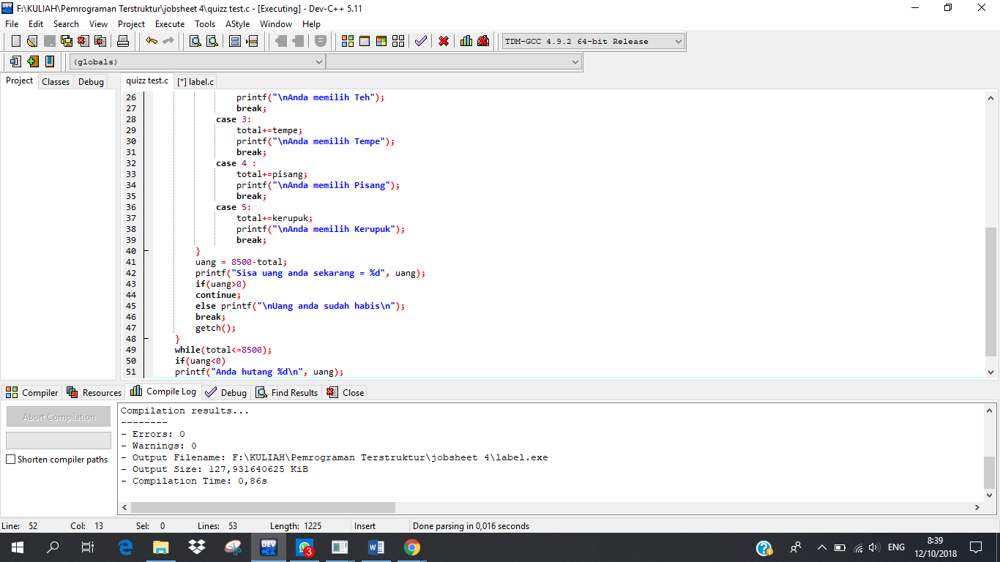 F:\KULIAH\Pemrograman Terstruktur\jobsheet 4\quizz test.c - [Executing] - Dev-C++ 5.11
File Edit Search View Project Execute Tools AStyle Window Help
TDM-GCC 4.9.2 64-bit Release
(globals)
Project Classes Debug
quizz test.c [*] label.c
26 printf("\nAnda memilih Teh");
27 break;
28 case 3:
29 total+=tempe;
30 printf("\nAnda memilih Tempe");
31 break;
32 case 4 :
33 total+=pisang;
34 printf("\nAnda memilih Pisang");
35 break;
36 case 5:
37 total+=kerupuk;
38 printf("\nAnda memilih Kerupuk");
39 break;
40 }
41 uang = 8500-total;
42 printf("Sisa uang anda sekarang = %d", uang);
43 if(uang>0)
44 continue;
45 else printf("\nUang anda sudah habis\n");
46 break;
47 getch();
48 }
49 while(total<=8500);
50 if(uang<0)
51 printf("Anda hutang %d\n", uang);
Compiler Resources Compile Log Debug Find Results Close
Abort Compilation
Shorten compiler paths
Compilation results...
--------
- Errors: 0
- Warnings: 0
- Output Filename: F:\KULIAH\Pemrograman Terstruktur\jobsheet 4\label.exe
- Output Size: 127,931640625 KiB
- Compilation Time: 0,86s
Line: 52 Col: 13 Sel: 0 Lines: 53 Length: 1225 Insert Done parsing in 0,016 seconds
DEV
3
ENG
8:39
12/10/2018